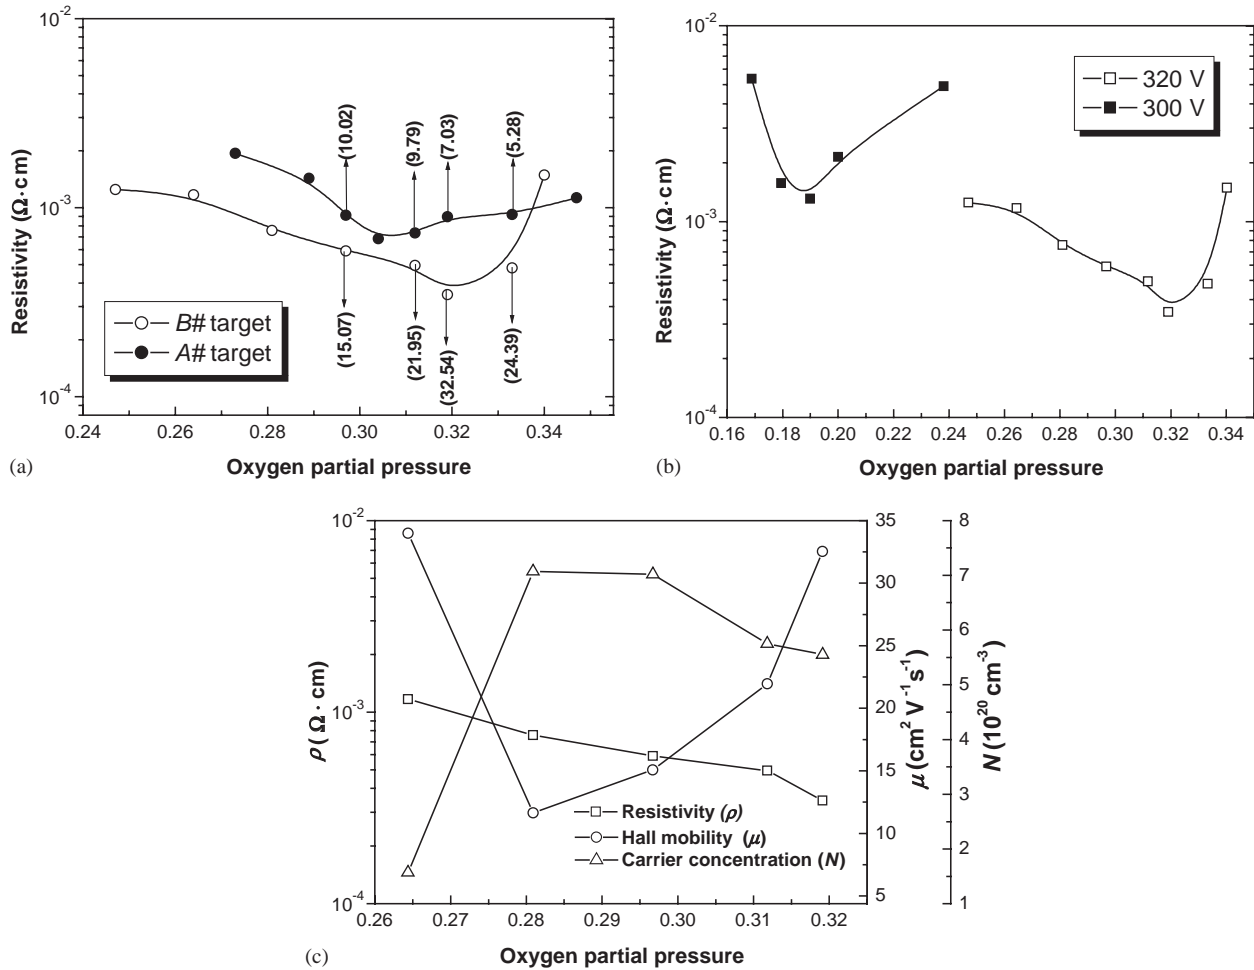 10⁻²
10⁻³
10⁻⁴
Resistivity (Ω·cm)
(10.02)
(9.79)
(7.03)
(5.28)
(15.07)
(21.95)
(32.54)
(24.39)
B# target
A# target
0.24 0.26 0.28 0.30 0.32 0.34
Oxygen partial pressure
(a)
10⁻²
10⁻³
10⁻⁴
Resistivity (Ω·cm)
320 V
300 V
0.16 0.18 0.20 0.22 0.24 0.26 0.28 0.30 0.32 0.34
Oxygen partial pressure
(b)
10⁻²
10⁻³
10⁻⁴
ρ ( Ω · cm)
Resistivity (ρ)
Hall mobility (μ)
Carrier concentration (N)
35
30
25
20
15
10
5
μ (cm² V⁻¹ s⁻¹)
8
7
6
5
4
3
2
1
N (10²⁰ cm⁻³)
0.26 0.27 0.28 0.29 0.30 0.31 0.32
Oxygen partial pressure
(c)